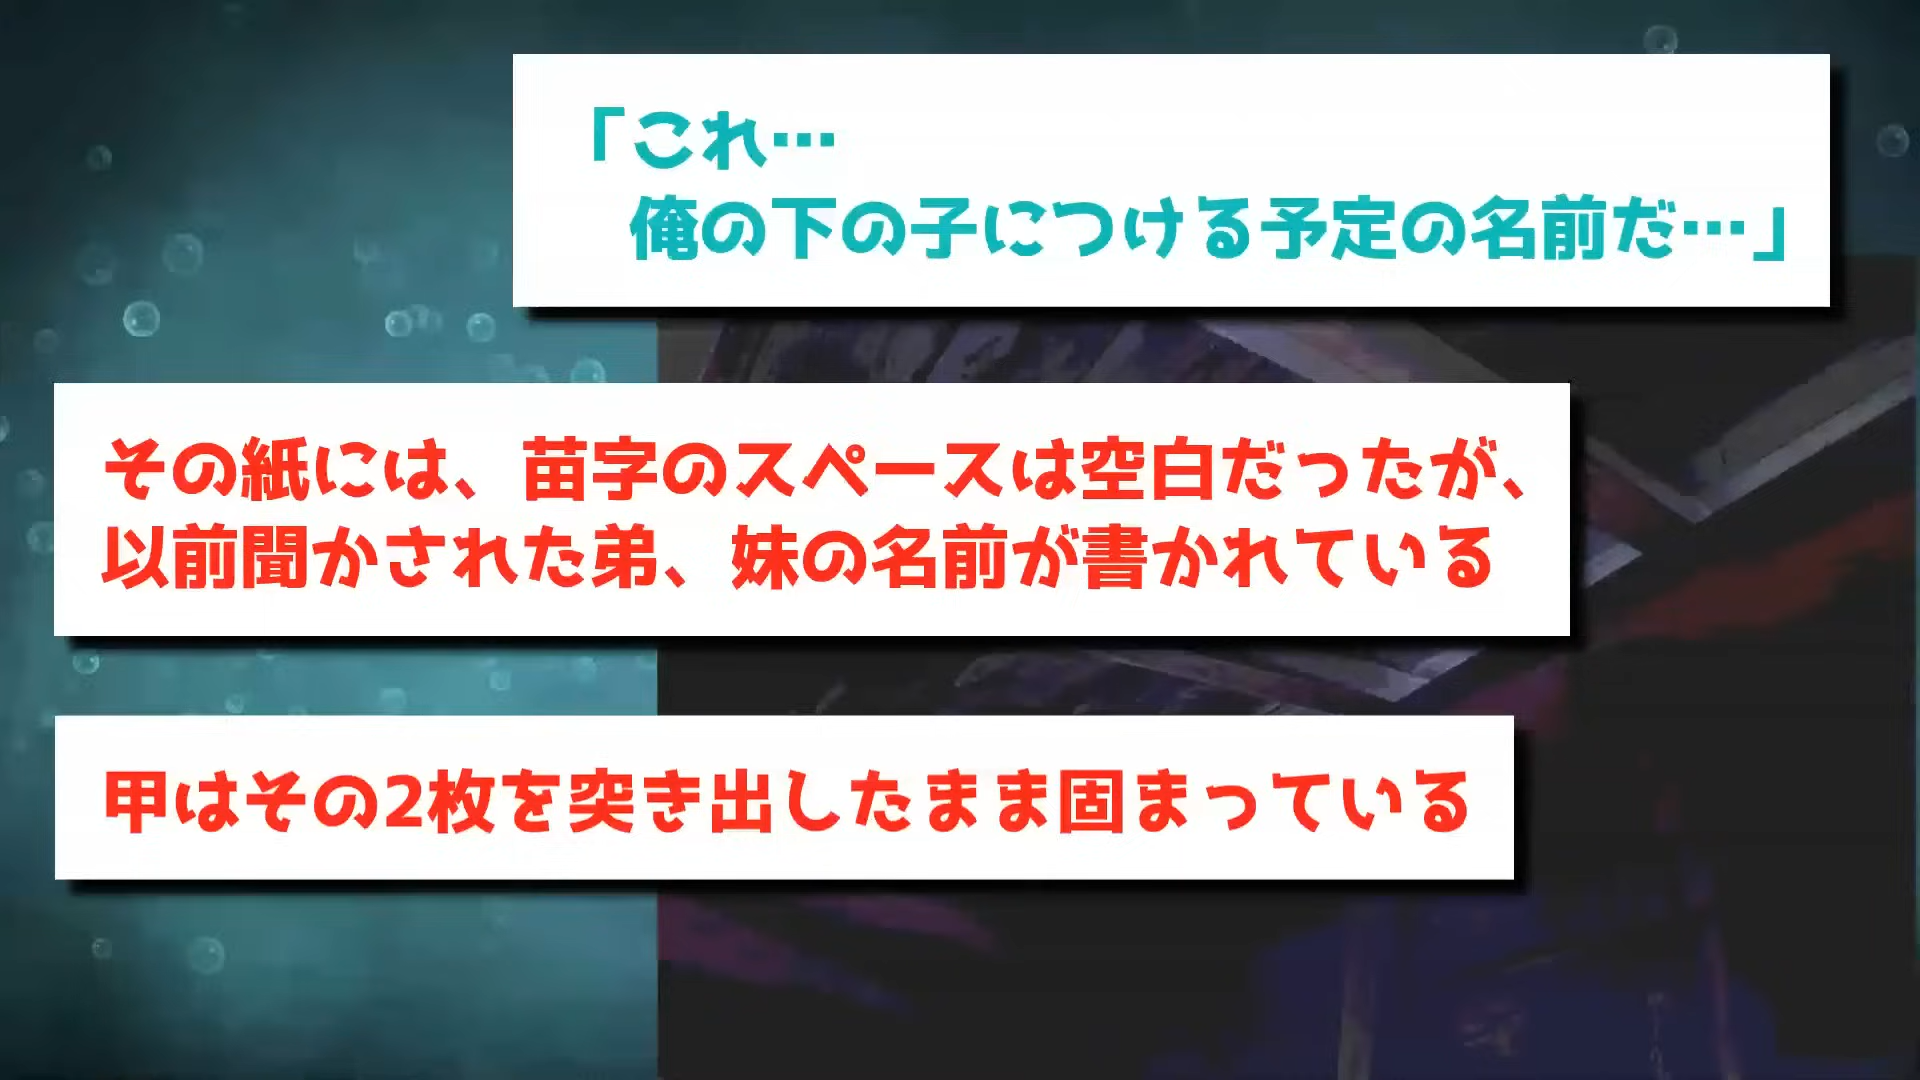 「これ…
俺の下の子につける予定の名前だ…」
その紙には、苗字のスペースは空白だったが、
以前聞かされた弟、妹の名前が書かれている
甲はその2枚を突き出したまま固まっている